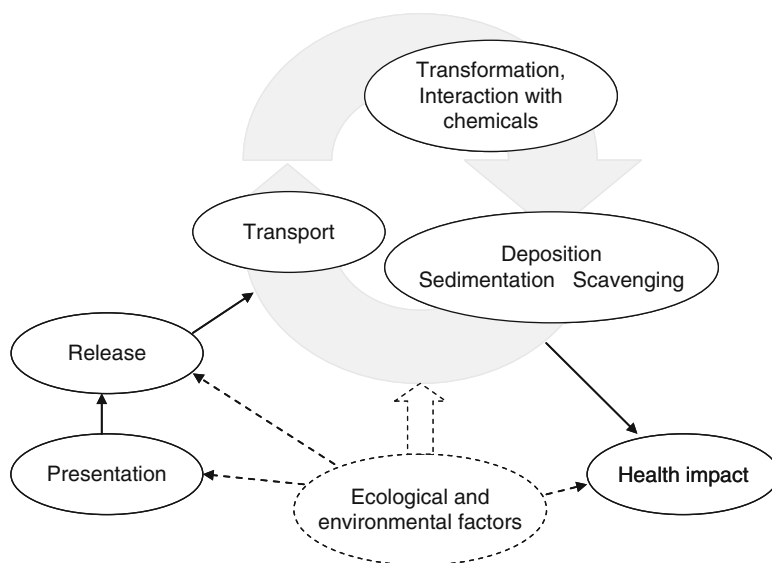 Transformation,
Interaction with
chemicals
Transport
Deposition
Sedimentation Scavenging
Release
Presentation
Ecological and
environmental factors
Health impact